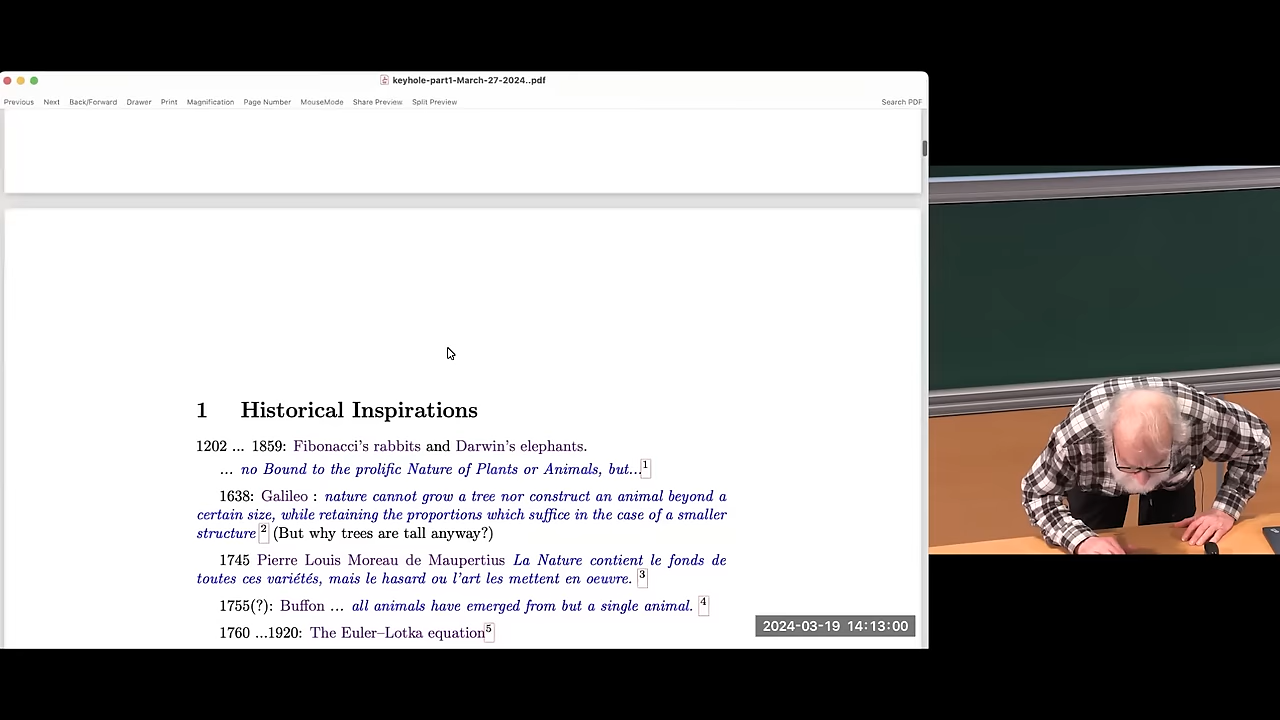 keyhole-part1-March-27-2024..pdf
Previous Next Back/Forward Drawer Print Magnification Page Number MouseMode Share Preview Split Preview Search PDF
1 Historical Inspirations
1202 ... 1859: Fibonacci's rabbits and Darwin's elephants.
... no Bound to the prolific Nature of Plants or Animals, but...1
1638: Galileo : nature cannot grow a tree nor construct an animal beyond a
certain size, while retaining the proportions which suffice in the case of a smaller
structure 2 (But why trees are tall anyway?)
1745 Pierre Louis Moreau de Maupertius La Nature contient le fonds de
toutes ces variétés, mais le hasard ou l'art les mettent en oeuvre. 3
1755(?): Buffon ... all animals have emerged from but a single animal. 4
1760 ...1920: The Euler–Lotka equation5
2024-03-19 14:13:00